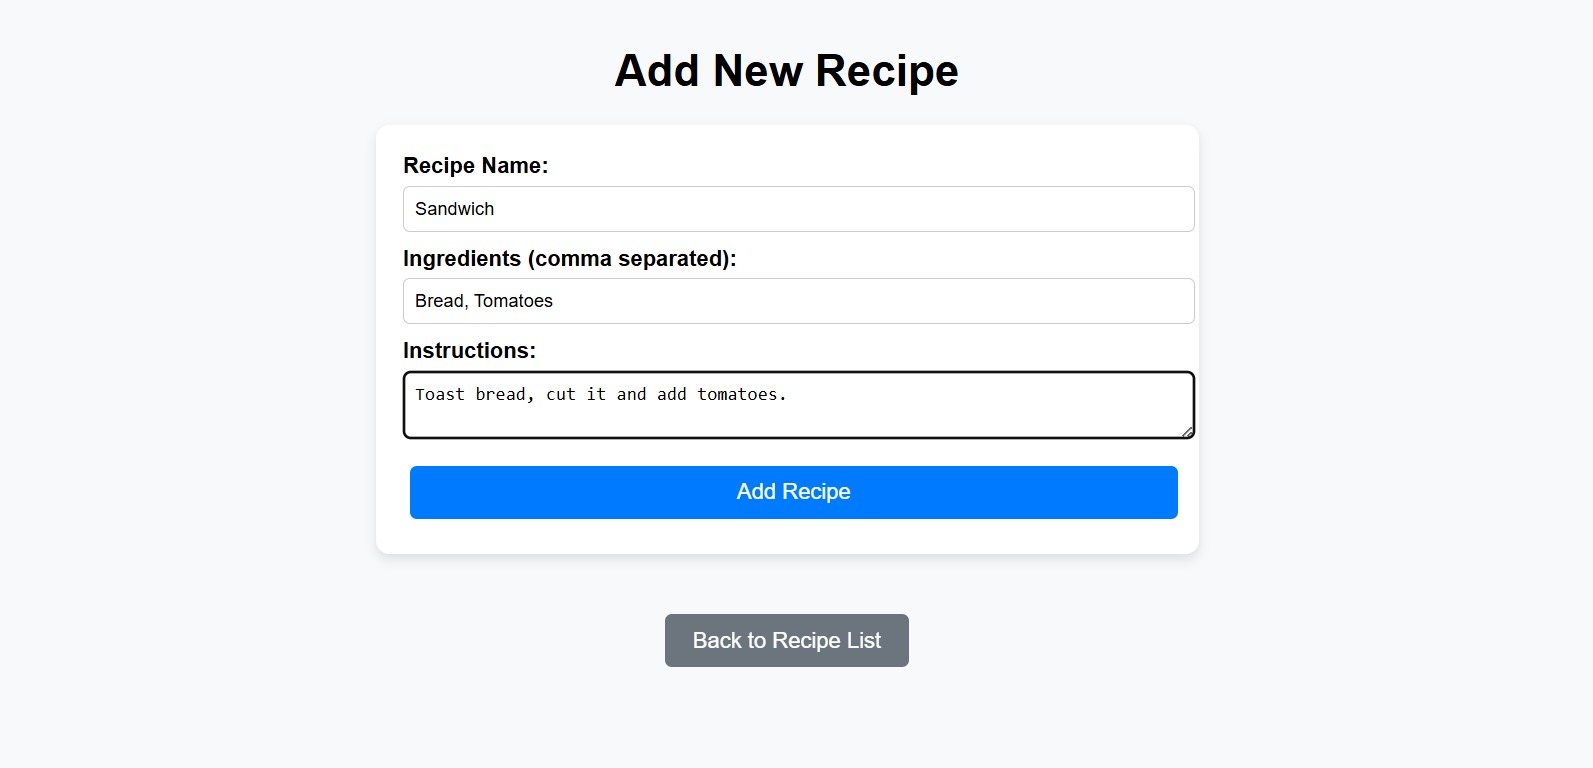 Add New Recipe
Recipe Name:
Sandwich
Ingredients (comma separated):
Bread, Tomatoes
Instructions:
Toast bread, cut it and add tomatoes.
Add Recipe
Back to Recipe List